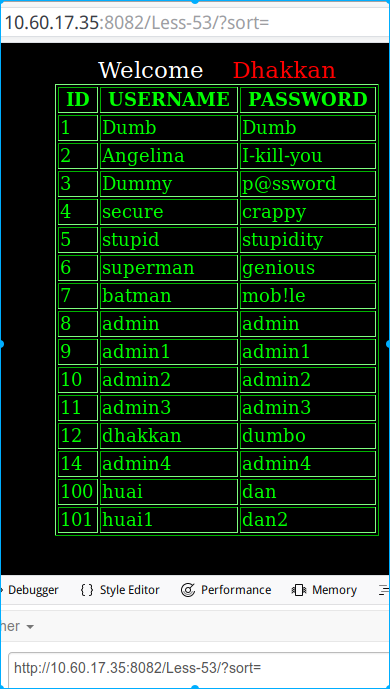 10.60.17.35:8082/Less-53/?sort=
Welcome Dhakkan
ID USERNAME PASSWORD
1 Dumb Dumb
2 Angelina I-kill-you
3 Dummy p@ssword
4 secure crappy
5 stupid stupidity
6 superman genious
7 batman mob!le
8 admin admin
9 admin1 admin1
10 admin2 admin2
11 admin3 admin3
12 dhakkan dumbo
14 admin4 admin4
100 huai dan
101 huai1 dan2
Debugger {} Style Editor Performance Memory
her
http://10.60.17.35:8082/Less-53/?sort=